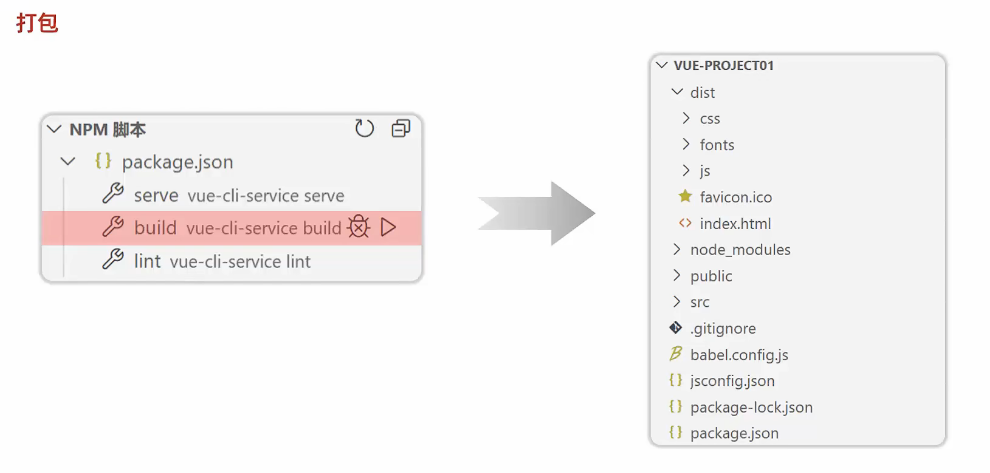 打包
NPM 脚本
package.json
serve vue-cli-service serve
build vue-cli-service build
lint vue-cli-service lint
VUE-PROJECT01
dist
css
fonts
js
favicon.ico
index.html
node_modules
public
src
.gitignore
babel.config.js
jsconfig.json
package-lock.json
package.json